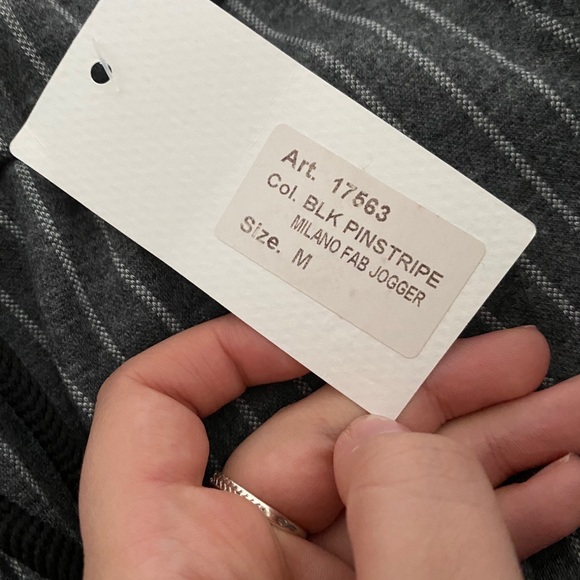 Art. 17563
Col. BLK PINSTRIPE
MILANO FAB JOGGER
Size. M